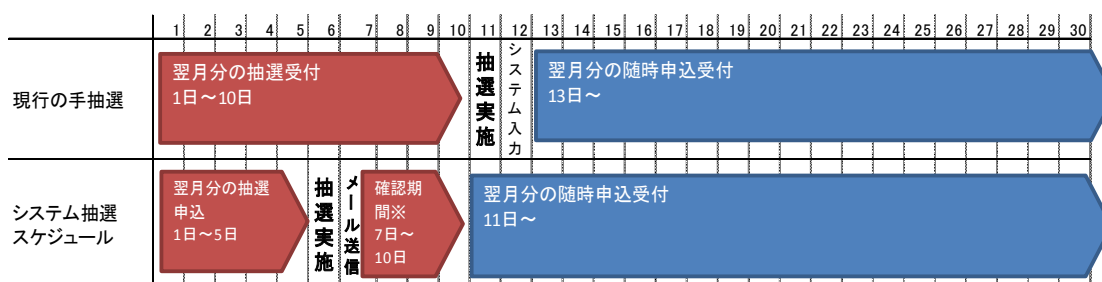 1 2 3 4 5 6 7 8 9 10 11 12 13 14 15 16 17 18 19 20 21 22 23 24 25 26 27 28 29 30
現行の手抽選
翌月分の抽選受付
1日～10日
抽選実施
システム入力
翌月分の随時申込受付
13日～
システム抽選
スケジュール
翌月分の抽選
申込
1日～5日
抽選実施
メール送信
確認期
間※
7日～
10日
翌月分の随時申込受付
11日～